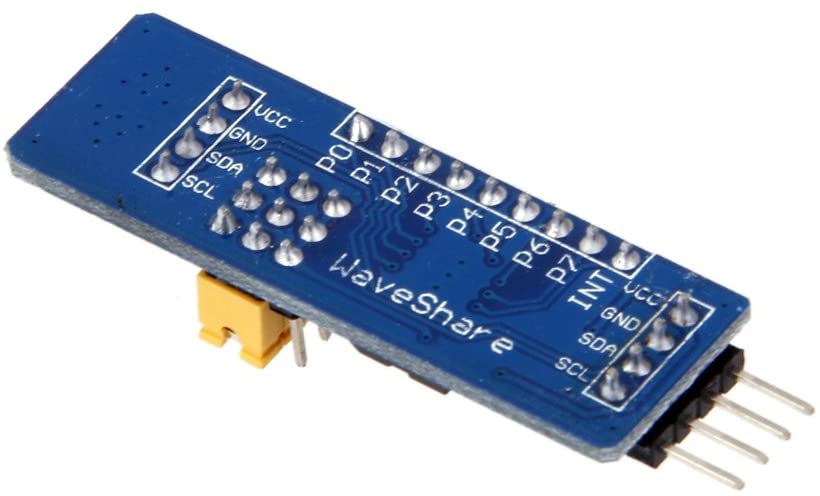 VCC
GND
SDA
SCL
P0
P1
P2
P3
P4
P5
P6
P7
INT
WaveShare
VCC
GND
SDA
SCL